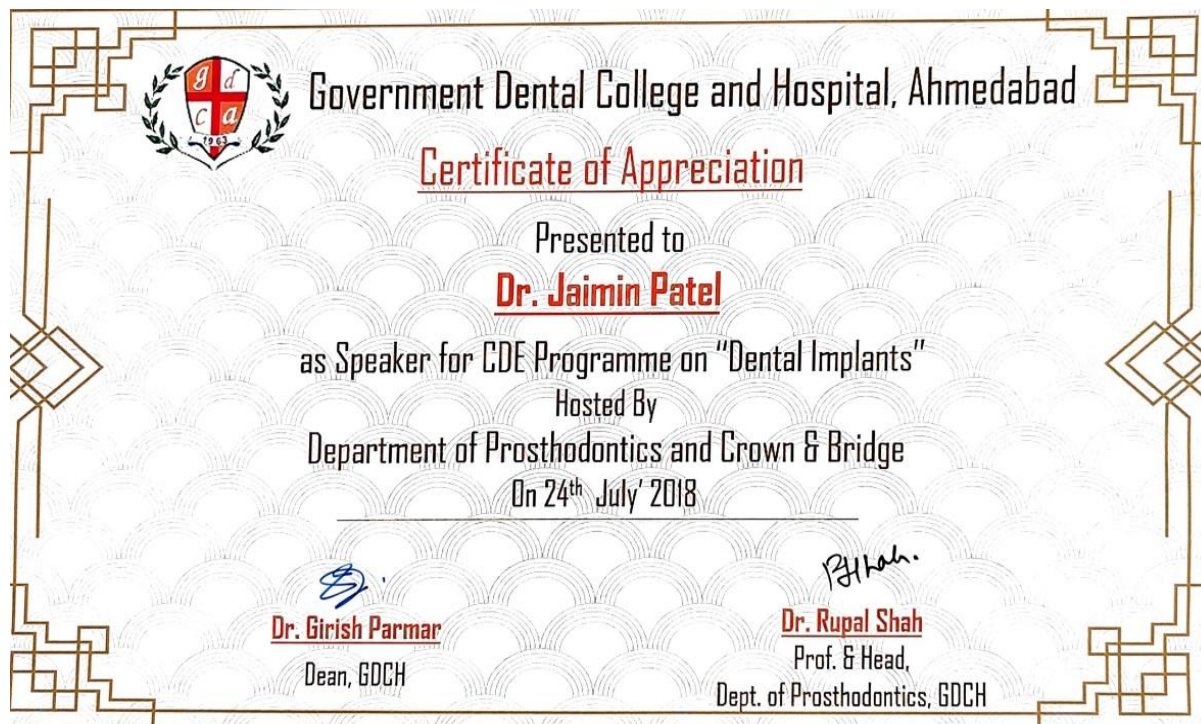 g d
c a
1963
Government Dental College and Hospital, Ahmedabad
Certificate of Appreciation
Presented to
Dr. Jaimin Patel
as Speaker for CDE Programme on "Dental Implants"
Hosted By
Department of Prosthodontics and Crown & Bridge
On 24th July' 2018
Dr. Girish Parmar
Dean, GDCH
Dr. Rupal Shah
Prof. & Head,
Dept. of Prosthodontics, GDCH